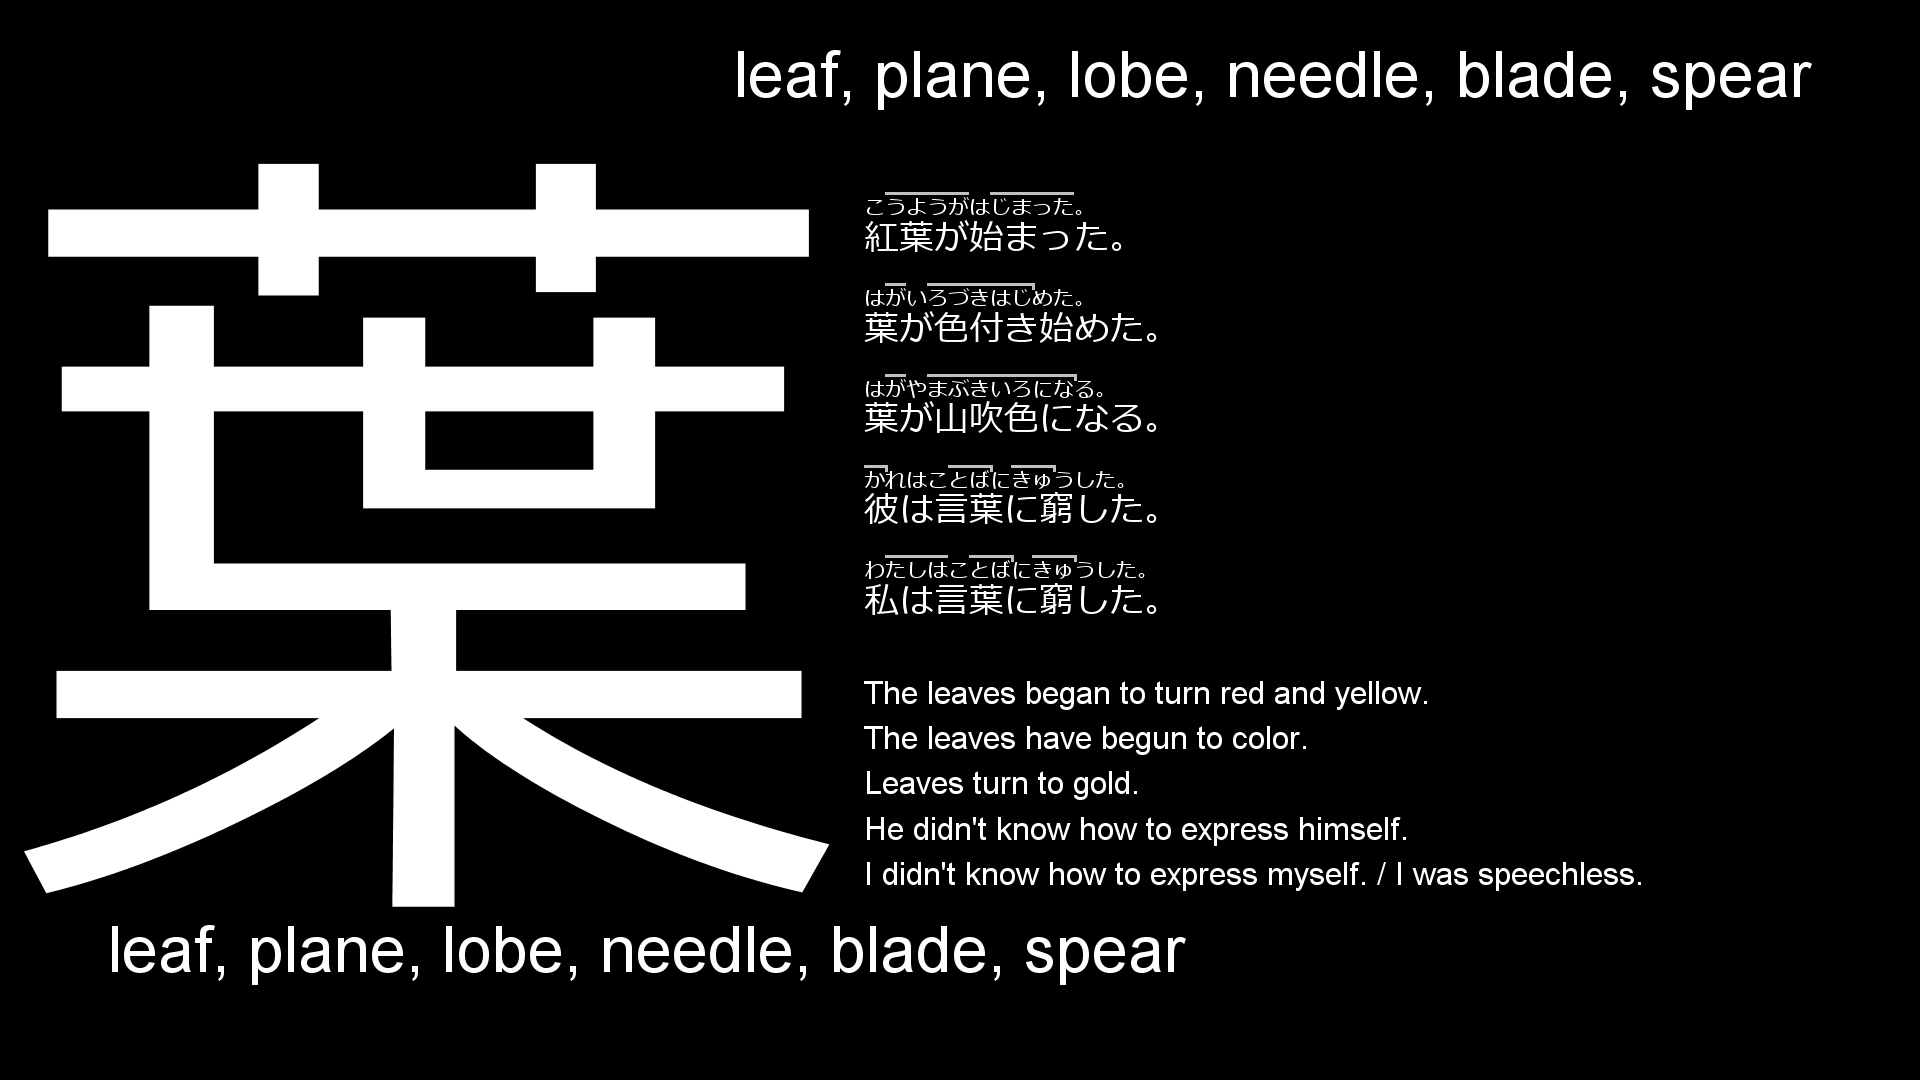 leaf, plane, lobe, needle, blade, spear
葉
こうようがはじまった。
紅葉が始まった。
はがいろづきはじめた。
葉が色付き始めた。
はがやまぶきいろになる。
葉が山吹色になる。
かれはことばにきゅうした。
彼は言葉に窮した。
わたしはことばにきゅうした。
私は言葉に窮した。
The leaves began to turn red and yellow.
The leaves have begun to color.
Leaves turn to gold.
He didn't know how to express himself.
I didn't know how to express myself. / I was speechless.
leaf, plane, lobe, needle, blade, spear